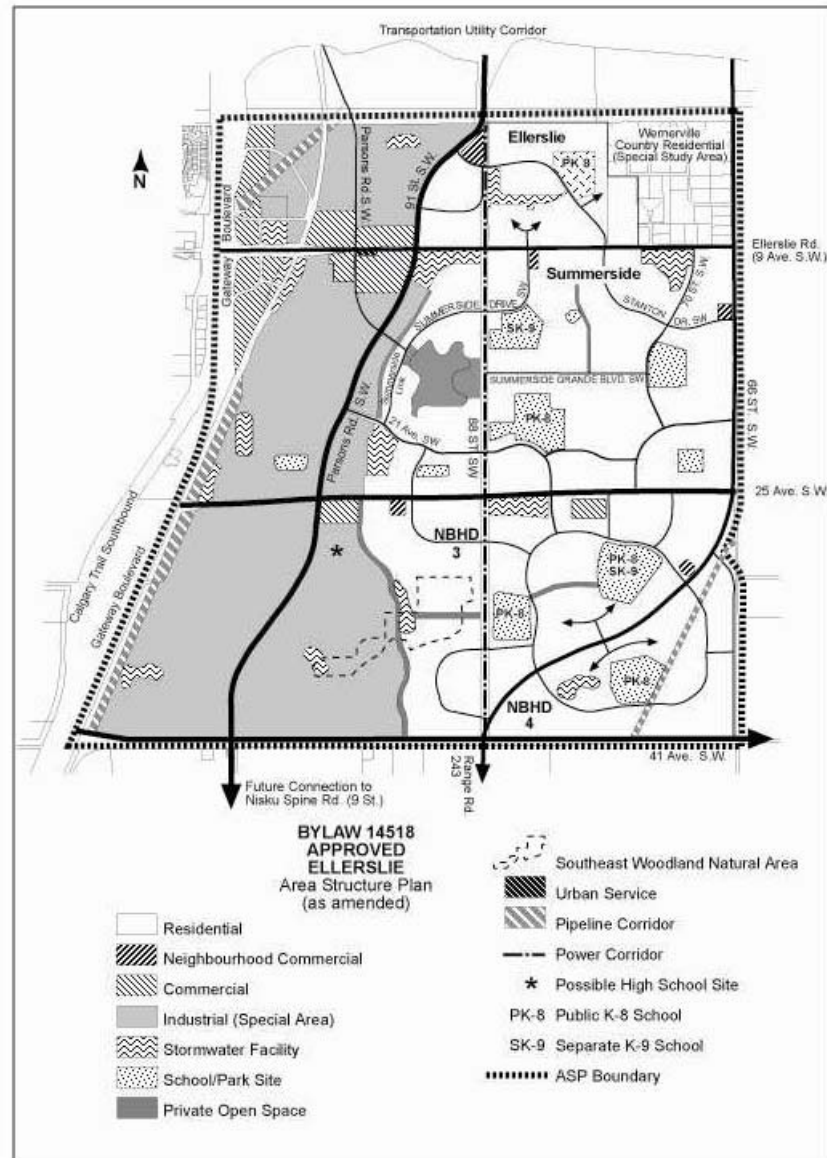 Transportation Utility Corridor
N
Parsons Rd S.W.
91 St. S.W.
Ellerslie
PK-8
Wernerville
Country Residential
(Special Study Area)
Gateway Boulevard
Ellerslie Rd.
(9 Ave. S.W.)
Summerside
SUMMERSIDE DRIVE SW
STANTON DR. SW
70 ST. S.W.
SK-9
Summerside Link
SUMMERSIDE GRANDE BLVD. SW
66 ST. S.W.
Parsons Rd. S.W.
21 Ave. SW
88 ST SW
PK-8
25 Ave. S.W.
NBHD
3
Calgary Trail Southbound
Gateway Boulevard
*
PK-8
SK-9
PK-8
PK-8
NBHD
4
41 Ave. S.W.
Range Rd.
243
Future Connection to
Nisku Spine Rd. (9 St.)
BYLAW 14518
APPROVED
ELLERSLIE
Area Structure Plan
(as amended)
Residential
Neighbourhood Commercial
Commercial
Industrial (Special Area)
Stormwater Facility
School/Park Site
Private Open Space
Southeast Woodland Natural Area
Urban Service
Pipeline Corridor
Power Corridor
* Possible High School Site
PK-8 Public K-8 School
SK-9 Separate K-9 School
ASP Boundary